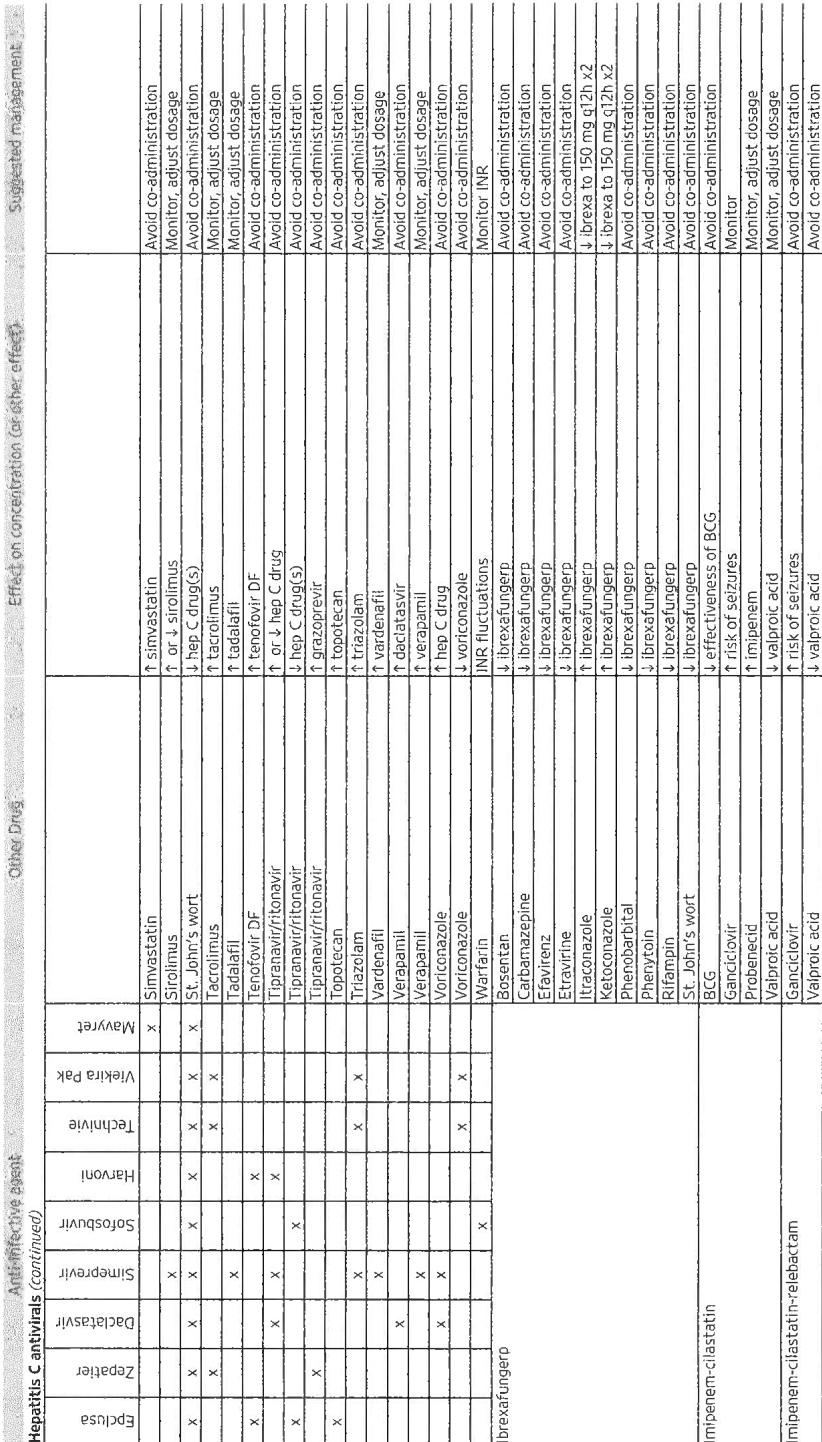 Anti-infective agent Other Drug Effect on concentration (or other effect) Suggested management
Hepatitis C antivirals (continued)
Epclusa Zepatier Daclatasvir Simeprevir Sofosbuvir Harvoni Technivie Viekira Pak Mavyret
x Simvastatin ↑ simvastatin Avoid co-administration
x Sirolimus ↑ or ↓ sirolimus Monitor, adjust dosage
x x x x x x x x x St. John's wort ↓ hep C drug(s) Avoid co-administration
x x x Tacrolimus ↑ tacrolimus Monitor, adjust dosage
x Tadalafil ↑ tadalafil Monitor, adjust dosage
x x Tenofovir DF ↑ tenofovir DF Avoid co-administration
x x x Tipranavir/ritonavir ↑ or ↓ hep C drug Avoid co-administration
x x Tipranavir/ritonavir ↓ hep C drug(s) Avoid co-administration
x Tipranavir/ritonavir ↑ grazoprevir Avoid co-administration
x Topotecan ↑ topotecan Avoid co-administration
x x x Triazolam ↑ triazolam Avoid co-administration
x Vardenafil ↑ vardenafil Monitor, adjust dosage
x Verapamil ↑ daclatasvir Avoid co-administration
x Verapamil ↑ verapamil Monitor, adjust dosage
x x Voriconazole ↑ hep C drug Avoid co-administration
x x Voriconazole ↓ voriconazole Avoid co-administration
x Warfarin INR fluctuations Monitor INR
brexafungerp Bosentan ↓ ibrexafungerp Avoid co-administration
Carbamazepine ↓ ibrexafungerp Avoid co-administration
Efavirenz ↓ ibrexafungerp Avoid co-administration
Etravirine ↓ ibrexafungerp Avoid co-administration
Itraconazole ↑ ibrexafungerp ↓ ibrexa to 150 mg q12h x2
Ketoconazole ↑ ibrexafungerp ↓ ibrexa to 150 mg q12h x2
Phenobarbital ↓ ibrexafungerp Avoid co-administration
Phenytoin ↓ ibrexafungerp Avoid co-administration
Rifampin ↓ ibrexafungerp Avoid co-administration
St. John's wort ↓ ibrexafungerp Avoid co-administration
mipenem-cilastatin BCG ↓ effectiveness of BCG Avoid co-administration
Ganciclovir ↑ risk of seizures Monitor
Probenecid ↑ imipenem Monitor, adjust dosage
Valproic acid ↓ valproic acid Monitor, adjust dosage
mipenem-cilastatin-relebactam Ganciclovir ↑ risk of seizures Avoid co-administration
Valproic acid ↓ valproic acid Avoid co-administration